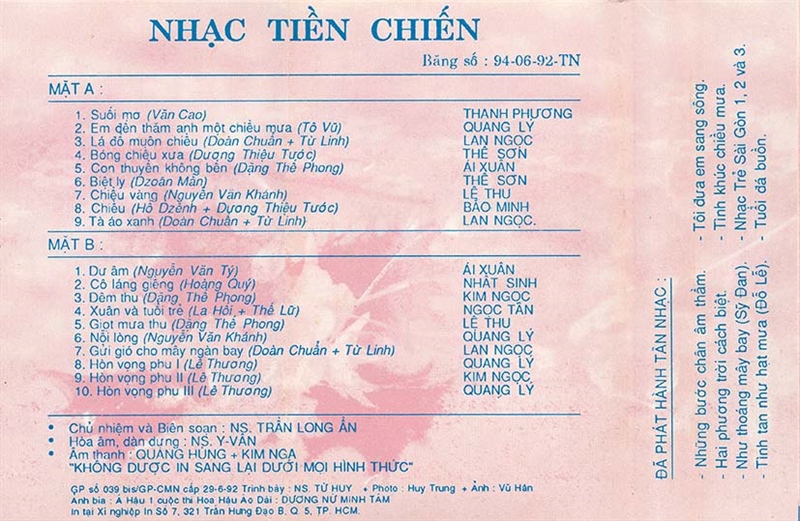 NHẠC TIỀN CHIẾN
Băng số : 94-06-92-TN
MẶT A :
1. Suối mơ (Văn Cao) THANH PHƯƠNG
2. Em đến thăm anh một chiều mưa (Tô Vũ) QUANG LÝ
3. Lá đổ muôn chiều (Doàn Chuẩn + Từ Linh) LAN NGỌC
4. Bóng chiều xưa (Dương Thiệu Tước) THẾ SƠN
5. Con thuyền không bến (Dặng Thế Phong) ÁI XUÂN
6. Biệt ly (Dzoãn Mẫn) THẾ SƠN
7. Chiều vàng (Nguyễn Văn Khánh) LỆ THU
8. Chiều (Hồ Dzếnh + Dương Thiệu Tước) BẢO MINH
9. Tà áo xanh (Doàn Chuẩn + Từ Linh) LAN NGỌC.
MẶT B :
1. Dư âm (Nguyễn Văn Tý) ÁI XUÂN
2. Cô láng giềng (Hoàng Quý) NHẤT SINH
3. Dêm thu (Dặng Thế Phong) KIM NGỌC
4. Xuân và tuổi trẻ (La Hối + Thế Lữ) NGỌC TÂN
5. Giọt mưa thu (Dặng Thế Phong) LỆ THU
6. Nỗi lòng (Nguyễn Văn Khánh) QUANG LÝ
7. Gửi gió cho mây ngàn bay (Doàn Chuẩn + Từ Linh) LAN NGỌC
8. Hòn vọng phu I (Lê Thương) QUANG LÝ
9. Hòn vọng phu II (Lê Thương) KIM NGỌC
10. Hòn vọng phu III (Lê Thương) QUANG LÝ
• Chủ nhiệm và Biên soạn : NS. TRẦN LONG ẨN
• Hòa âm, dàn dựng : NS. Y-VÂN
• Âm thanh : QUANG HÙNG + KIM NGA
"KHÔNG DƯỢC IN SANG LẠI DƯỚI MỌI HÌNH THỨC"
GP số 039 bis/GP-CMN cấp 29-6-92 Trình bày : NS. TỪ HUY + Photo : Huy Trung + Ảnh : Vũ Hân
Anh bìa : Á Hậu 1 cuộc thi Hoa Hậu Áo Dài : DƯƠNG NỮ MINH TÂM
In tại Xí nghiệp In Số 7, 321 Trần Hưng Đạo B, Q. 5, TP. HCM.
ĐÃ PHÁT HÀNH TÂN NHẠC :
- Những bước chân âm thầm.
- Hai phương trời cách biệt.
- Như thoáng mây bay (Sỹ Đan).
- Tình tan như hạt mưa (Đỗ Lễ).
- Tôi đưa em sang sông.
- Tình khúc chiều mưa.
- Nhạc Trẻ Sài Gòn 1, 2 và 3.
- Tuổi đá buồn.